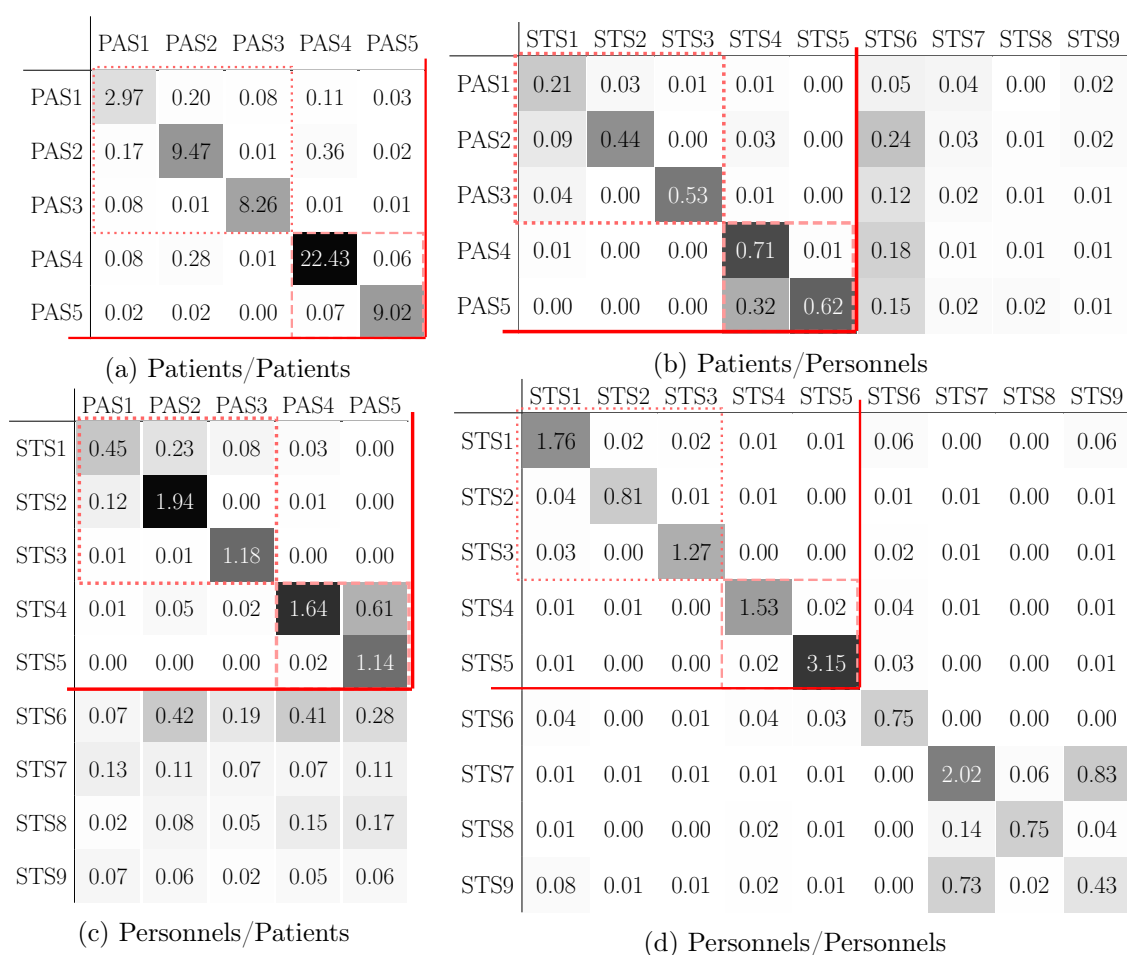 PAS1 PAS2 PAS3 PAS4 PAS5
PAS1 2.97 0.20 0.08 0.11 0.03
PAS2 0.17 9.47 0.01 0.36 0.02
PAS3 0.08 0.01 8.26 0.01 0.01
PAS4 0.08 0.28 0.01 22.43 0.06
PAS5 0.02 0.02 0.00 0.07 9.02
(a) Patients/Patients
STS1 STS2 STS3 STS4 STS5 STS6 STS7 STS8 STS9
PAS1 0.21 0.03 0.01 0.01 0.00 0.05 0.04 0.00 0.02
PAS2 0.09 0.44 0.00 0.03 0.00 0.24 0.03 0.01 0.02
PAS3 0.04 0.00 0.53 0.01 0.00 0.12 0.02 0.01 0.01
PAS4 0.01 0.00 0.00 0.71 0.01 0.18 0.01 0.01 0.01
PAS5 0.00 0.00 0.00 0.32 0.62 0.15 0.02 0.02 0.01
(b) Patients/Personnels
PAS1 PAS2 PAS3 PAS4 PAS5
STS1 0.45 0.23 0.08 0.03 0.00
STS2 0.12 1.94 0.00 0.01 0.00
STS3 0.01 0.01 1.18 0.00 0.00
STS4 0.01 0.05 0.02 1.64 0.61
STS5 0.00 0.00 0.00 0.02 1.14
STS6 0.07 0.42 0.19 0.41 0.28
STS7 0.13 0.11 0.07 0.07 0.11
STS8 0.02 0.08 0.05 0.15 0.17
STS9 0.07 0.06 0.02 0.05 0.06
(c) Personnels/Patients
STS1 STS2 STS3 STS4 STS5 STS6 STS7 STS8 STS9
STS1 1.76 0.02 0.02 0.01 0.01 0.06 0.00 0.00 0.06
STS2 0.04 0.81 0.01 0.01 0.00 0.01 0.01 0.00 0.01
STS3 0.03 0.00 1.27 0.00 0.00 0.02 0.01 0.00 0.01
STS4 0.01 0.01 0.00 1.53 0.02 0.04 0.01 0.00 0.01
STS5 0.01 0.00 0.00 0.02 3.15 0.03 0.00 0.00 0.01
STS6 0.04 0.00 0.01 0.04 0.03 0.75 0.00 0.00 0.00
STS7 0.01 0.01 0.01 0.01 0.01 0.00 2.02 0.06 0.83
STS8 0.01 0.00 0.00 0.02 0.01 0.00 0.14 0.75 0.04
STS9 0.08 0.01 0.01 0.02 0.01 0.00 0.73 0.02 0.43
(d) Personnels/Personnels